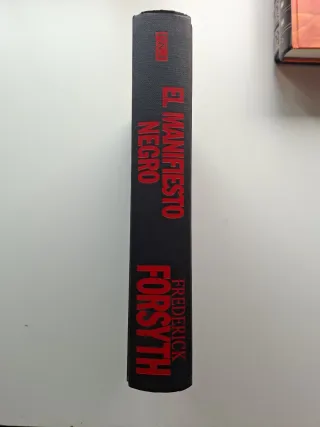 EL MANIFIESTO
NEGRO
FREDERICK
FORSYTH